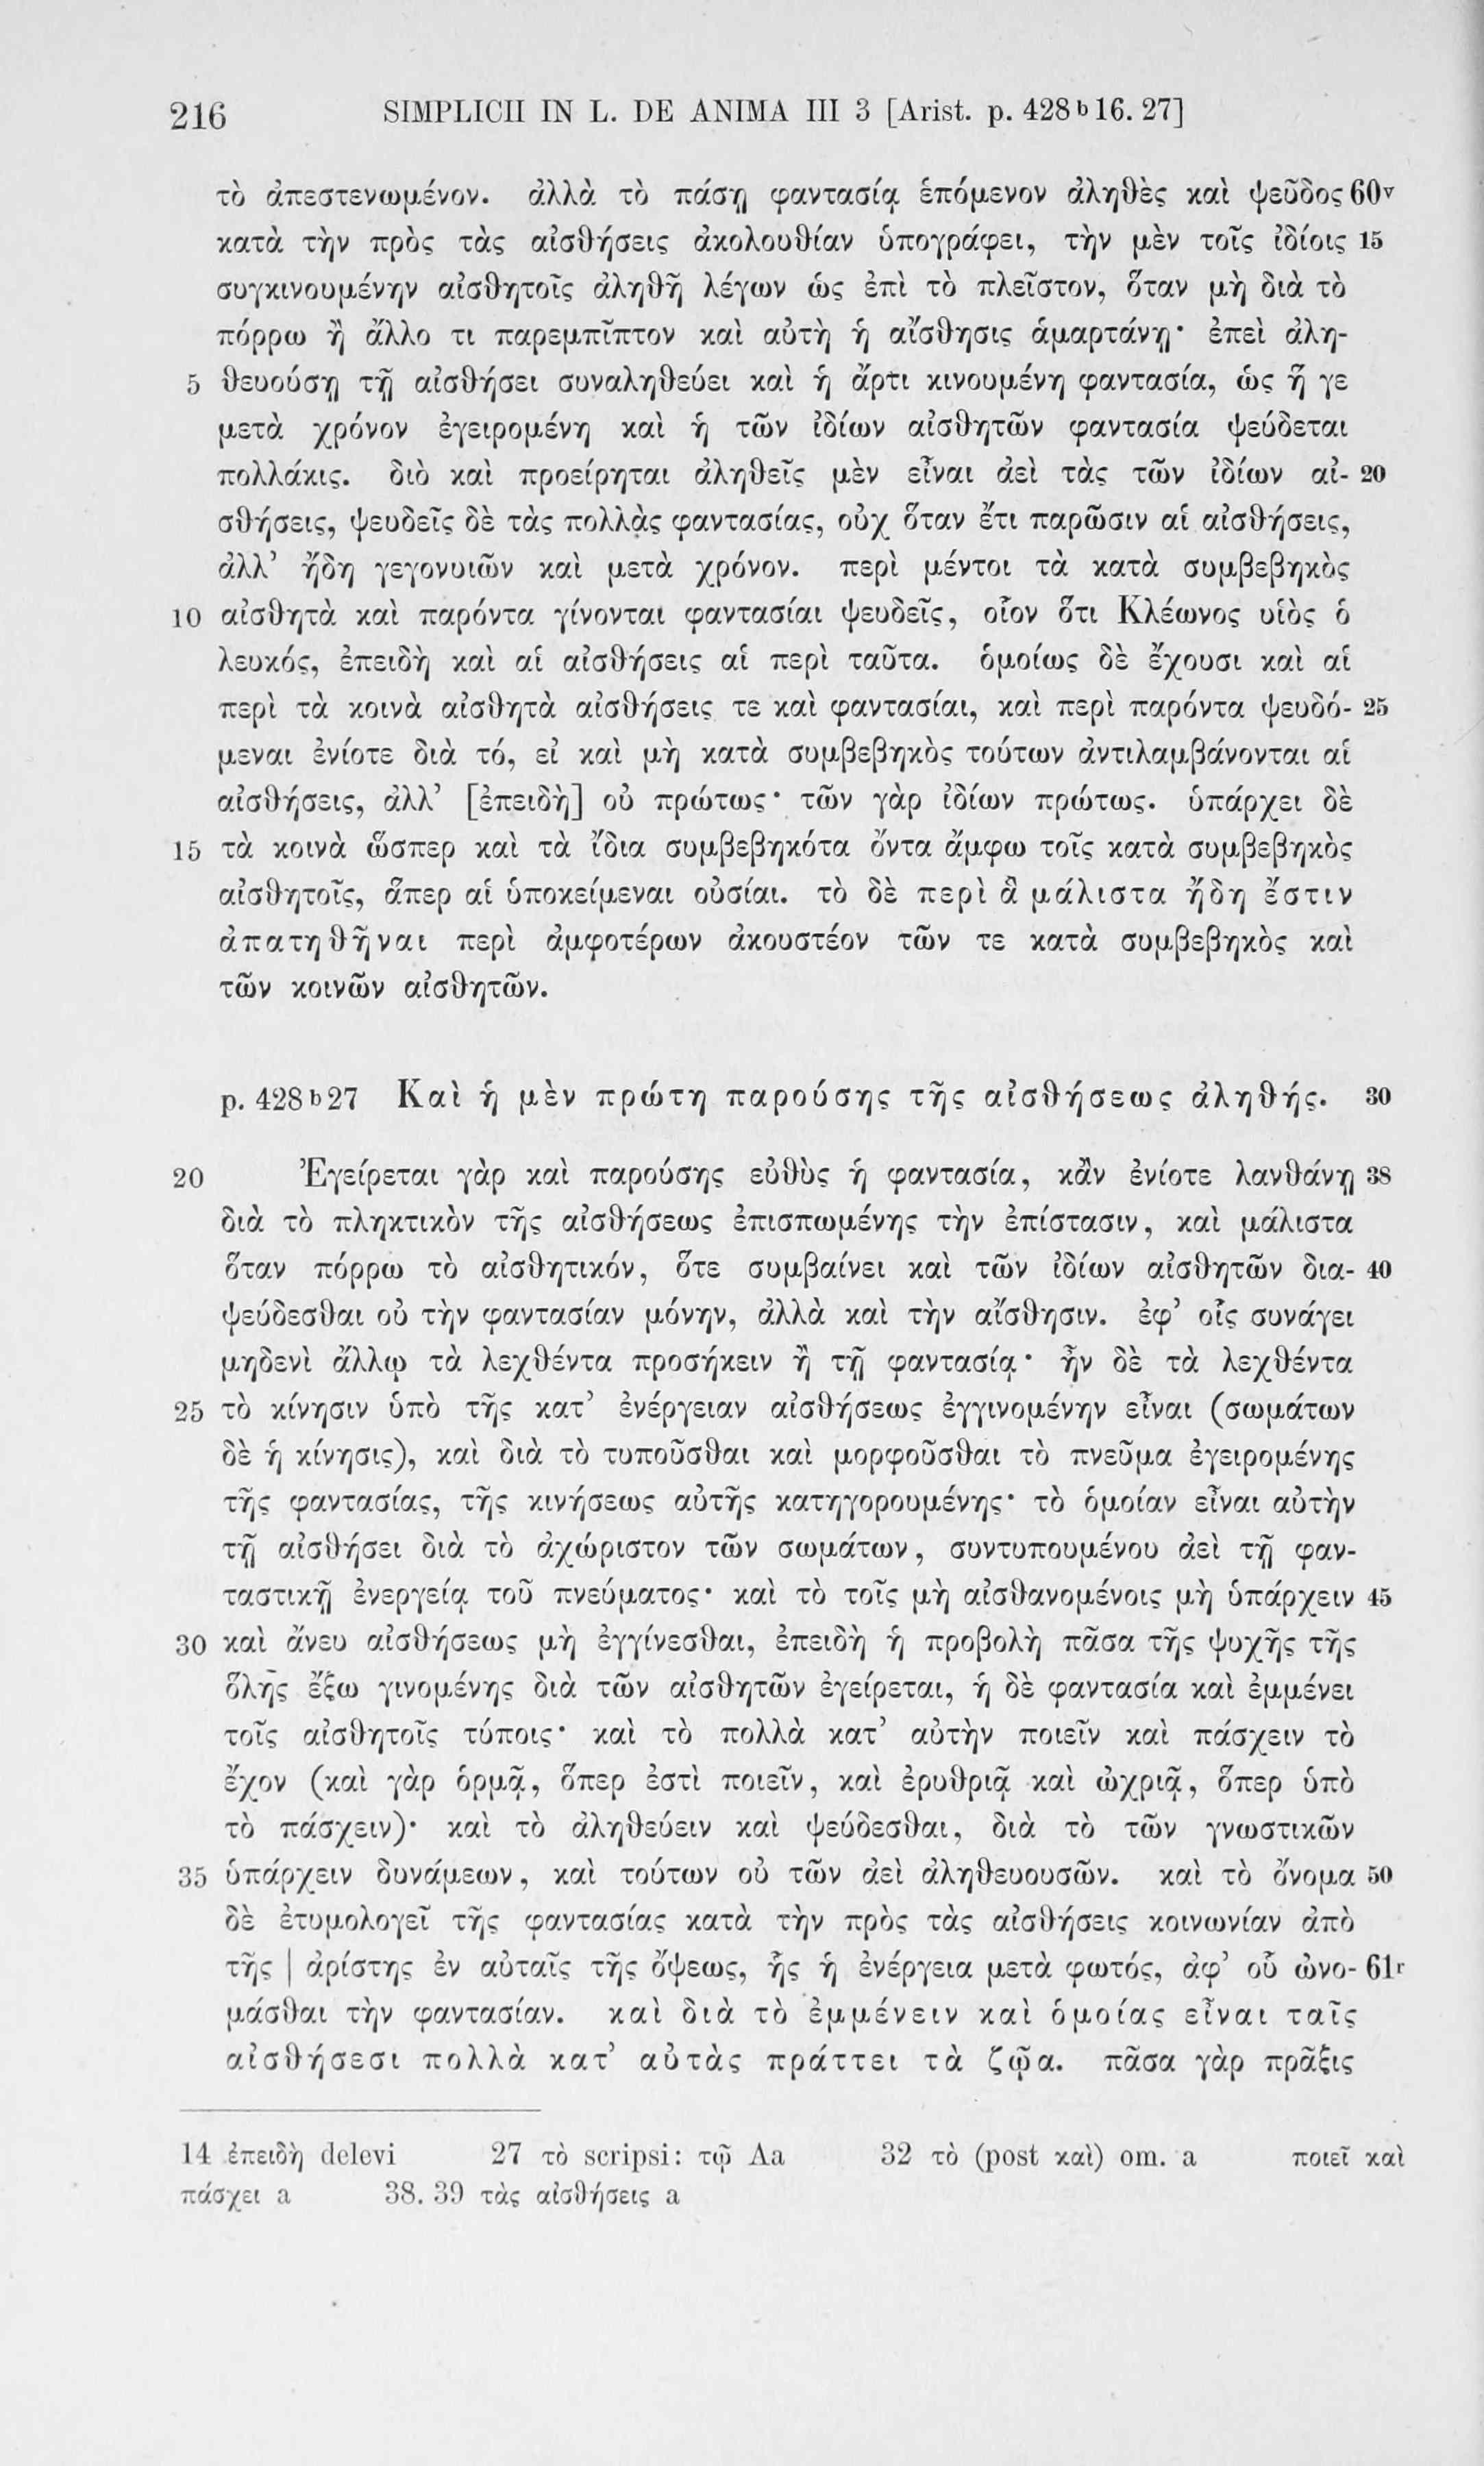 216 SIMPLICII IN L. DE ANIMA III 3 [Arist. p. 428ᵇ16. 27]
τὸ ἀπεστενωμένον. ἀλλὰ τὸ πάσῃ φαντασίᾳ ἑπόμενον ἀληθὲς καὶ ψεῦδος 60ᵛ
κατὰ τὴν πρὸς τὰς αἰσθήσεις ἀκολουθίαν ὑπογράφει, τὴν μὲν τοῖς ἰδίοις 15
συγκινουμένην αἰσθητοῖς ἀληθῆ λέγων ὡς ἐπὶ τὸ πλεῖστον, ὅταν μὴ διὰ τὸ
πόρρω ἢ ἄλλο τι παρεμπῖπτον καὶ αὐτὴ ἡ αἴσθησις ἁμαρτάνῃ· ἐπεὶ ἀλη-
5 θευούσῃ τῇ αἰσθήσει συναληθεύει καὶ ἡ ἄρτι κινουμένη φαντασία, ὡς ἥ γε
μετὰ χρόνον ἐγειρομένη καὶ ἡ τῶν ἰδίων αἰσθητῶν φαντασία ψεύδεται
πολλάκις. διὸ καὶ προείρηται ἀληθεῖς μὲν εἶναι ἀεὶ τὰς τῶν ἰδίων αἰ- 20
σθήσεις, ψευδεῖς δὲ τὰς πολλὰς φαντασίας, οὐχ ὅταν ἔτι παρῶσιν αἱ αἰσθήσεις,
ἀλλ’ ἤδη γεγονυιῶν καὶ μετὰ χρόνον. περὶ μέντοι τὰ κατὰ συμβεβηκὸς
10 αἰσθητὰ καὶ παρόντα γίνονται φαντασίαι ψευδεῖς, οἷον ὅτι Κλέωνος υἱὸς ὁ
λευκός, ἐπειδὴ καὶ αἱ αἰσθήσεις αἱ περὶ ταῦτα. ὁμοίως δὲ ἔχουσι καὶ αἱ
περὶ τὰ κοινὰ αἰσθητὰ αἰσθήσεις τε καὶ φαντασίαι, καὶ περὶ παρόντα ψευδό- 25
μεναι ἐνίοτε διὰ τό, εἰ καὶ μὴ κατὰ συμβεβηκὸς τούτων ἀντιλαμβάνονται αἱ
αἰσθήσεις, ἀλλ’ [ἐπειδὴ] οὐ πρώτως· τῶν γὰρ ἰδίων πρώτως. ὑπάρχει δὲ
15 τὰ κοινὰ ὥσπερ καὶ τὰ ἴδια συμβεβηκότα ὄντα ἄμφω τοῖς κατὰ συμβεβηκὸς
αἰσθητοῖς, ἅπερ αἱ ὑποκείμεναι οὐσίαι. τὸ δὲ περὶ ἃ μάλιστα ἤδη ἔστιν
ἀπατηθῆναι περὶ ἀμφοτέρων ἀκουστέον τῶν τε κατὰ συμβεβηκὸς καὶ
τῶν κοινῶν αἰσθητῶν.
p. 428ᵇ27 Καὶ ἡ μὲν πρώτη παρούσης τῆς αἰσθήσεως ἀληθής. 30
20 Ἐγείρεται γὰρ καὶ παρούσης εὐθὺς ἡ φαντασία, κἂν ἐνίοτε λανθάνῃ 38
διὰ τὸ πληκτικὸν τῆς αἰσθήσεως ἐπισπωμένης τὴν ἐπίστασιν, καὶ μάλιστα
ὅταν πόρρω τὸ αἰσθητικόν, ὅτε συμβαίνει καὶ τῶν ἰδίων αἰσθητῶν δια- 40
ψεύδεσθαι οὐ τὴν φαντασίαν μόνην, ἀλλὰ καὶ τὴν αἴσθησιν. ἐφ’ οἷς συνάγει
μηδενὶ ἄλλῳ τὰ λεχθέντα προσήκειν ἢ τῇ φαντασίᾳ· ἦν δὲ τὰ λεχθέντα
25 τὸ κίνησιν ὑπὸ τῆς κατ’ ἐνέργειαν αἰσθήσεως ἐγγινομένην εἶναι (σωμάτων
δὲ ἡ κίνησις), καὶ διὰ τὸ τυποῦσθαι καὶ μορφοῦσθαι τὸ πνεῦμα ἐγειρομένης
τῆς φαντασίας, τῆς κινήσεως αὐτῆς κατηγορουμένης· τὸ ὁμοίαν εἶναι αὐτὴν
τῇ αἰσθήσει διὰ τὸ ἀχώριστον τῶν σωμάτων, συντυπουμένου ἀεὶ τῇ φαν-
ταστικῇ ἐνεργείᾳ τοῦ πνεύματος· καὶ τὸ τοῖς μὴ αἰσθανομένοις μὴ ὑπάρχειν 45
30 καὶ ἄνευ αἰσθήσεως μὴ ἐγγίνεσθαι, ἐπειδὴ ἡ προβολὴ πᾶσα τῆς ψυχῆς τῆς
ὅλης ἔξω γινομένης διὰ τῶν αἰσθητῶν ἐγείρεται, ἡ δὲ φαντασία καὶ ἐμμένει
τοῖς αἰσθητοῖς τύποις· καὶ τὸ πολλὰ κατ’ αὐτὴν ποιεῖν καὶ πάσχειν τὸ
ἔχον (καὶ γὰρ ὁρμᾷ, ὅπερ ἐστὶ ποιεῖν, καὶ ἐρυθριᾷ καὶ ὠχριᾷ, ὅπερ ὑπὸ
τὸ πάσχειν)· καὶ τὸ ἀληθεύειν καὶ ψεύδεσθαι, διὰ τὸ τῶν γνωστικῶν
35 ὑπάρχειν δυνάμεων, καὶ τούτων οὐ τῶν ἀεὶ ἀληθευουσῶν. καὶ τὸ ὄνομα 50
δὲ ἐτυμολογεῖ τῆς φαντασίας κατὰ τὴν πρὸς τὰς αἰσθήσεις κοινωνίαν ἀπὸ
τῆς | ἀρίστης ἐν αὐταῖς τῆς ὄψεως, ἧς ἡ ἐνέργεια μετὰ φωτός, ἀφ’ οὗ ὠνο- 61ʳ
μάσθαι τὴν φαντασίαν. καὶ διὰ τὸ ἐμμένειν καὶ ὁμοίας εἶναι ταῖς
αἰσθήσεσι πολλὰ κατ’ αὐτὰς πράττει τὰ ζῷα. πᾶσα γὰρ πρᾶξις
14 ἐπειδὴ delevi 27 τὸ scripsi: τῷ Aa 32 τὸ (post καὶ) om. a ποιεῖ καὶ
πάσχει a 38. 39 τὰς αἰσθήσεις a